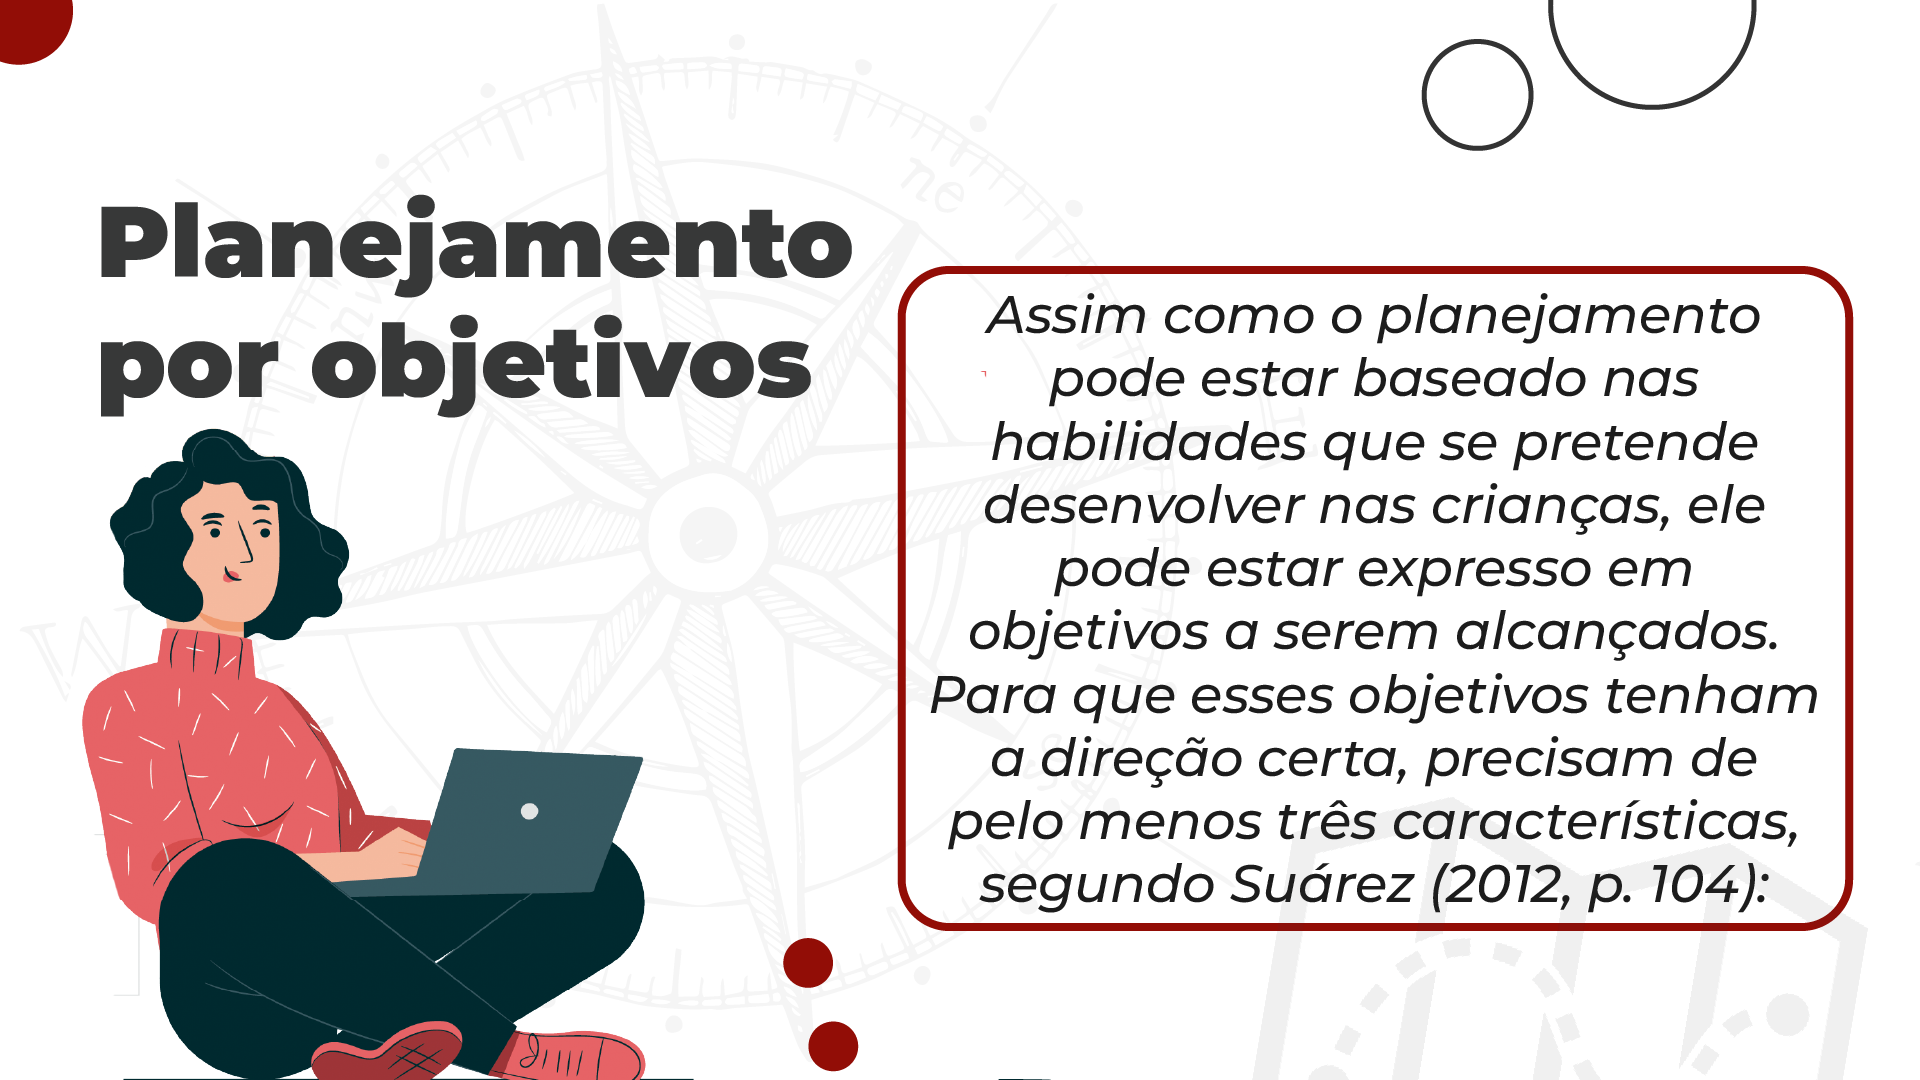 Planejamento
por objetivos
Assim como o planejamento
pode estar baseado nas
habilidades que se pretende
desenvolver nas crianças, ele
pode estar expresso em
objetivos a serem alcançados.
Para que esses objetivos tenham
a direção certa, precisam de
pelo menos três características,
segundo Suárez (2012, p. 104):
ne
nw
W